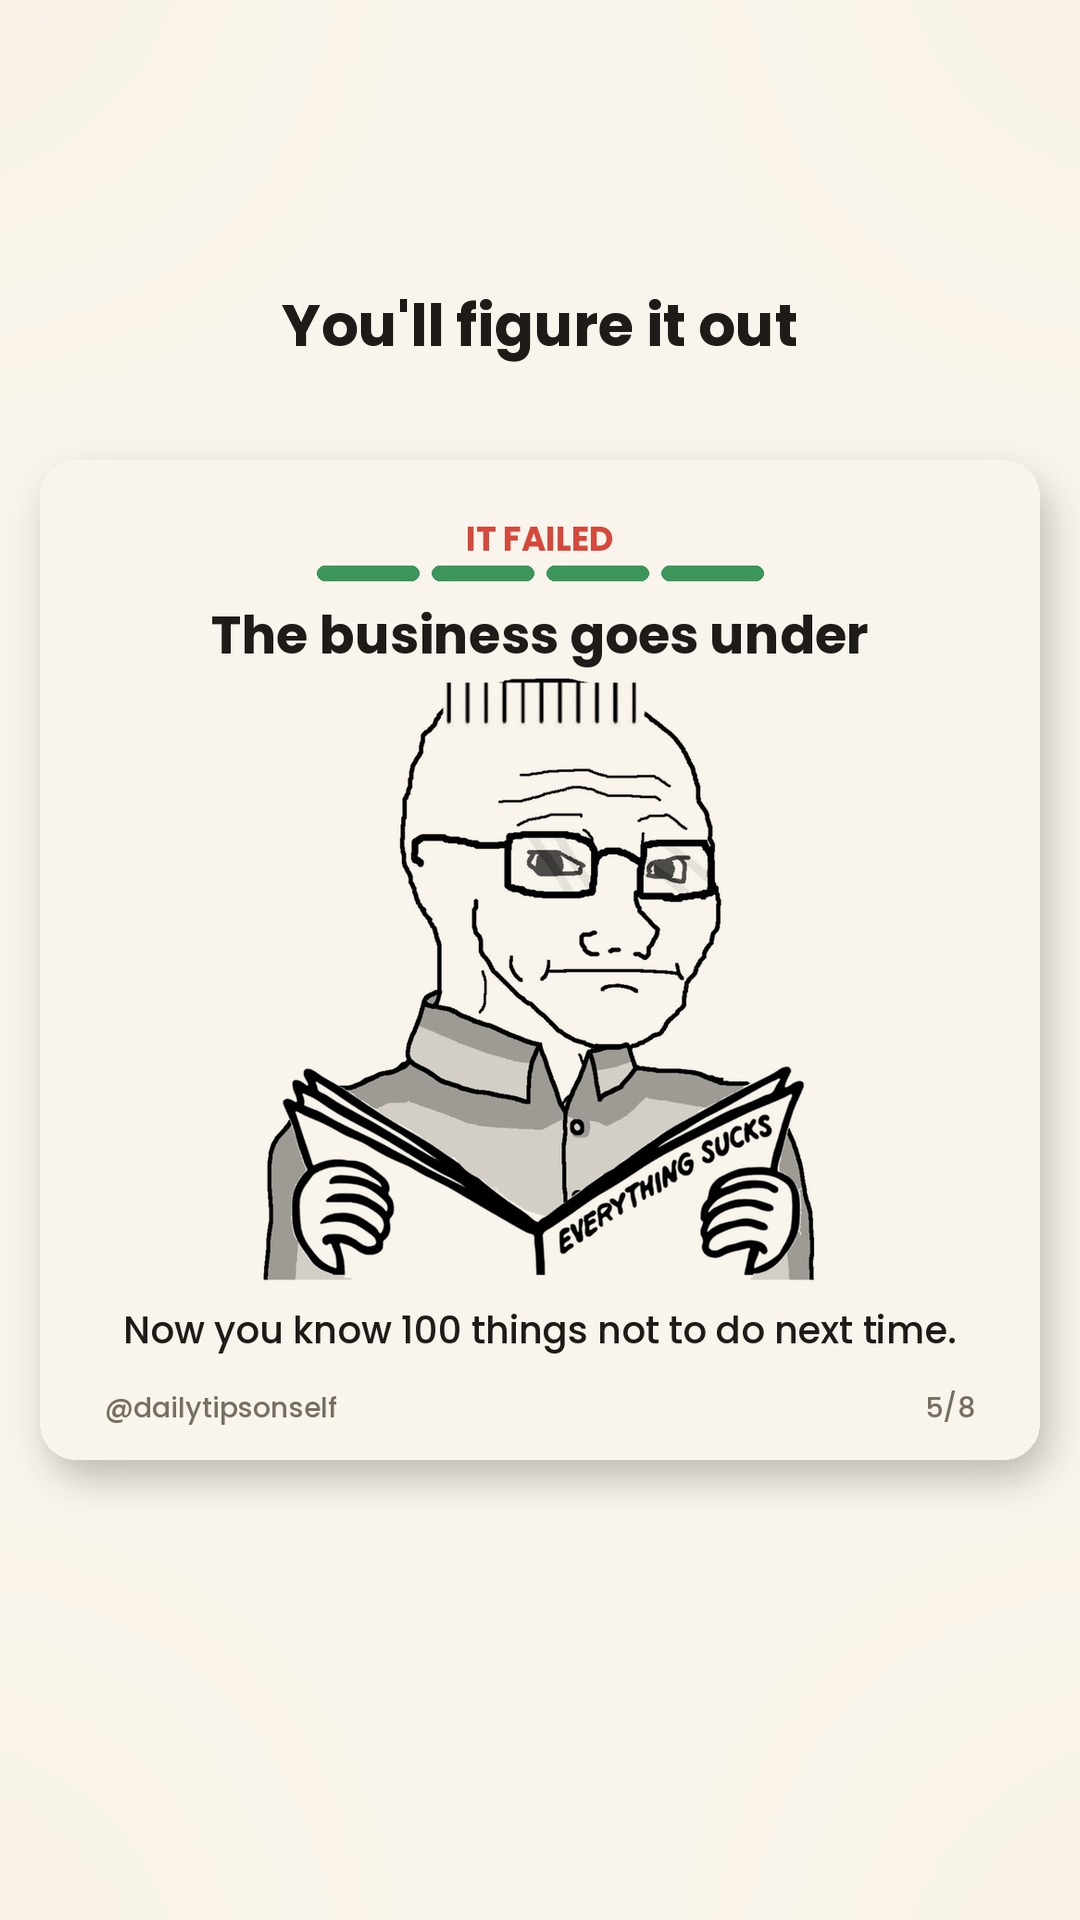 You'll figure it out
IT FAILED
The business goes under
EVERYTHING SUCKS
Now you know 100 things not to do next time.
@dailytipsonself
5/8